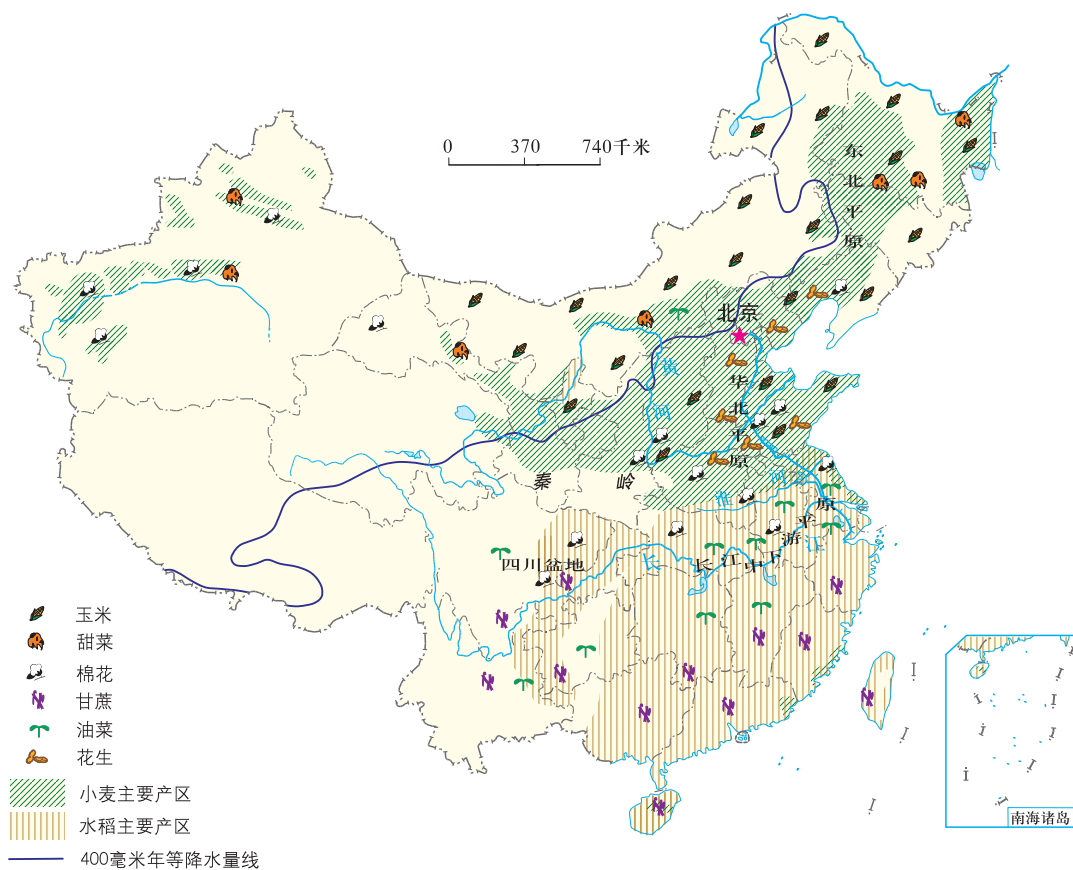 0 370 740千米
东北平原
北京
华北平原
黄河
秦岭
淮河
四川盆地
长江
长江中下游平原
玉米
甜菜
棉花
甘蔗
油菜
花生
小麦主要产区
水稻主要产区
400毫米年等降水量线
南海诸岛